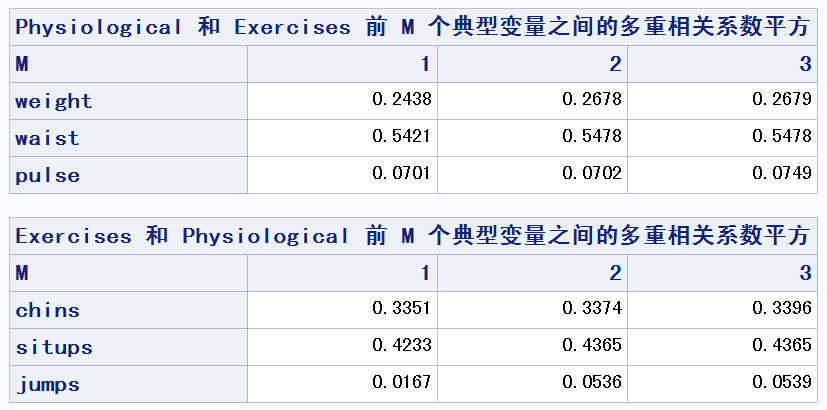 Physiological 和 Exercises 前 M 个典型变量之间的多重相关系数平方
M 1 2 3
weight 0.2438 0.2678 0.2679
waist 0.5421 0.5478 0.5478
pulse 0.0701 0.0702 0.0749
Exercises 和 Physiological 前 M 个典型变量之间的多重相关系数平方
M 1 2 3
chins 0.3351 0.3374 0.3396
situps 0.4233 0.4365 0.4365
jumps 0.0167 0.0536 0.0539